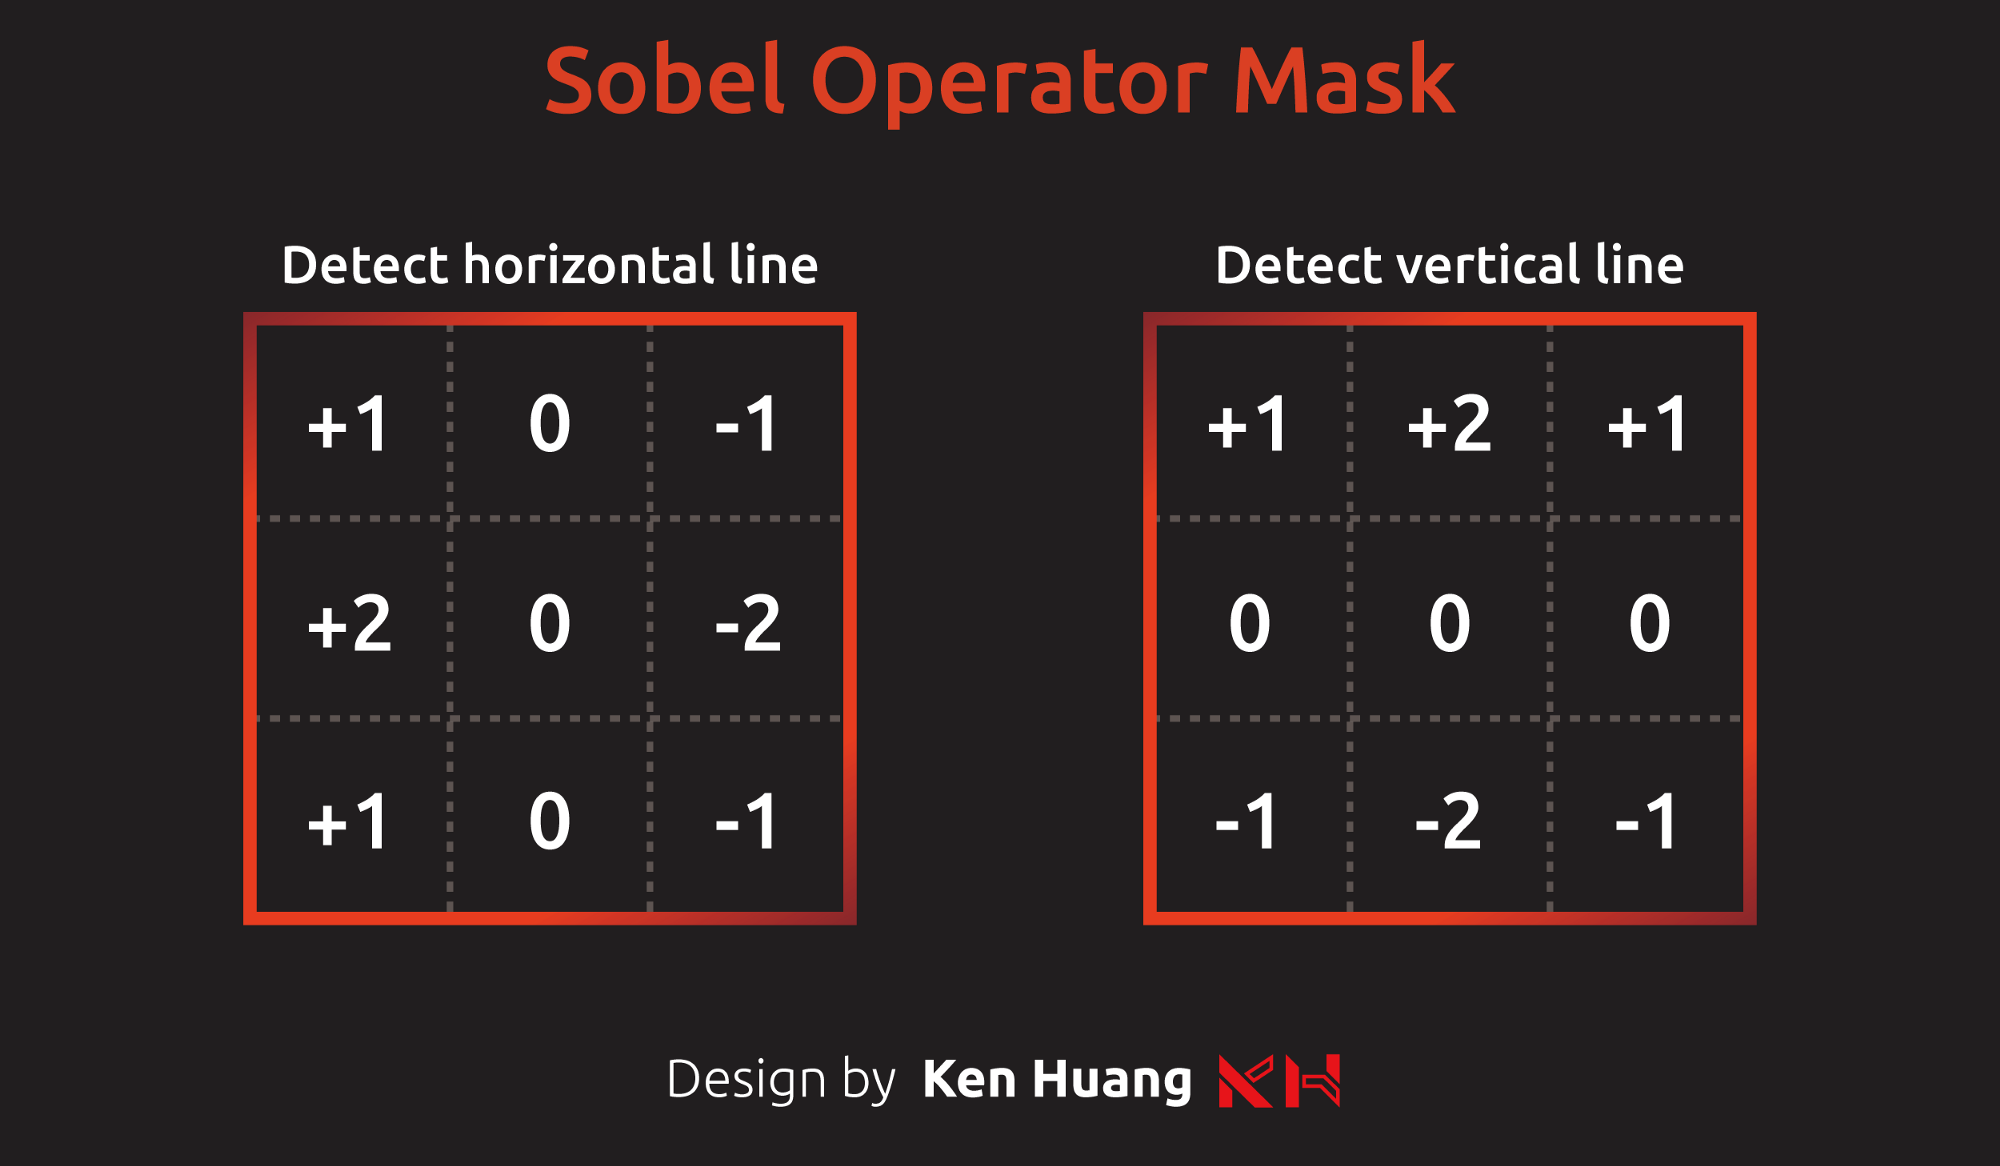 Sobel Operator Mask
Detect horizontal line
+1 0 -1
+2 0 -2
+1 0 -1
Detect vertical line
+1 +2 +1
0 0 0
-1 -2 -1
Design by Ken Huang KH